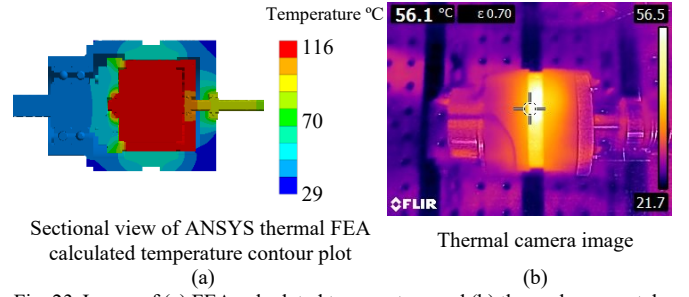 Temperature ºC
116
70
29
56.1 °C
ε 0.70
56.5
21.7
FLIR
Sectional view of ANSYS thermal FEA
calculated temperature contour plot
Thermal camera image
(a)
(b)